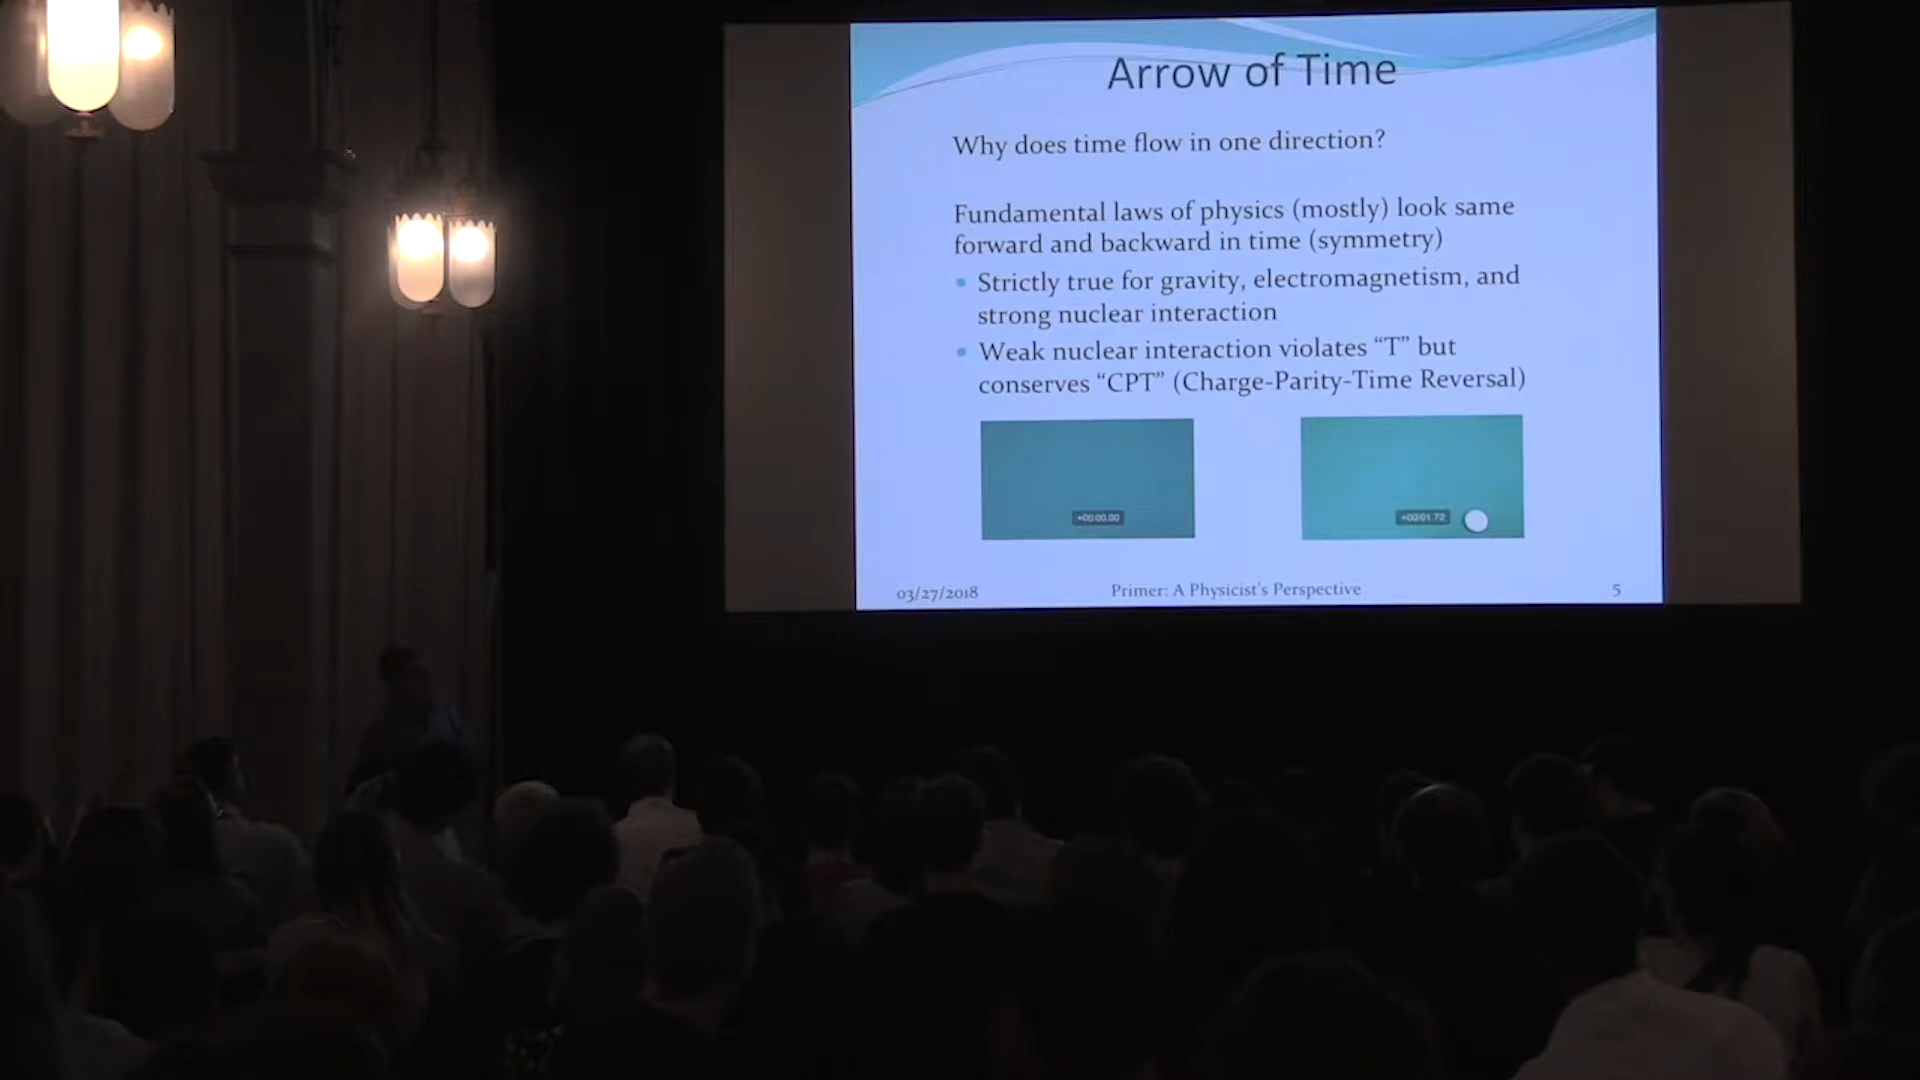 Arrow of Time
Why does time flow in one direction?
Fundamental laws of physics (mostly) look same
forward and backward in time (symmetry)
• Strictly true for gravity, electromagnetism, and
strong nuclear interaction
• Weak nuclear interaction violates “T” but
conserves “CPT” (Charge-Parity-Time Reversal)
+00:00.00
+00:01.72
03/27/2018
Primer: A Physicist's Perspective
5